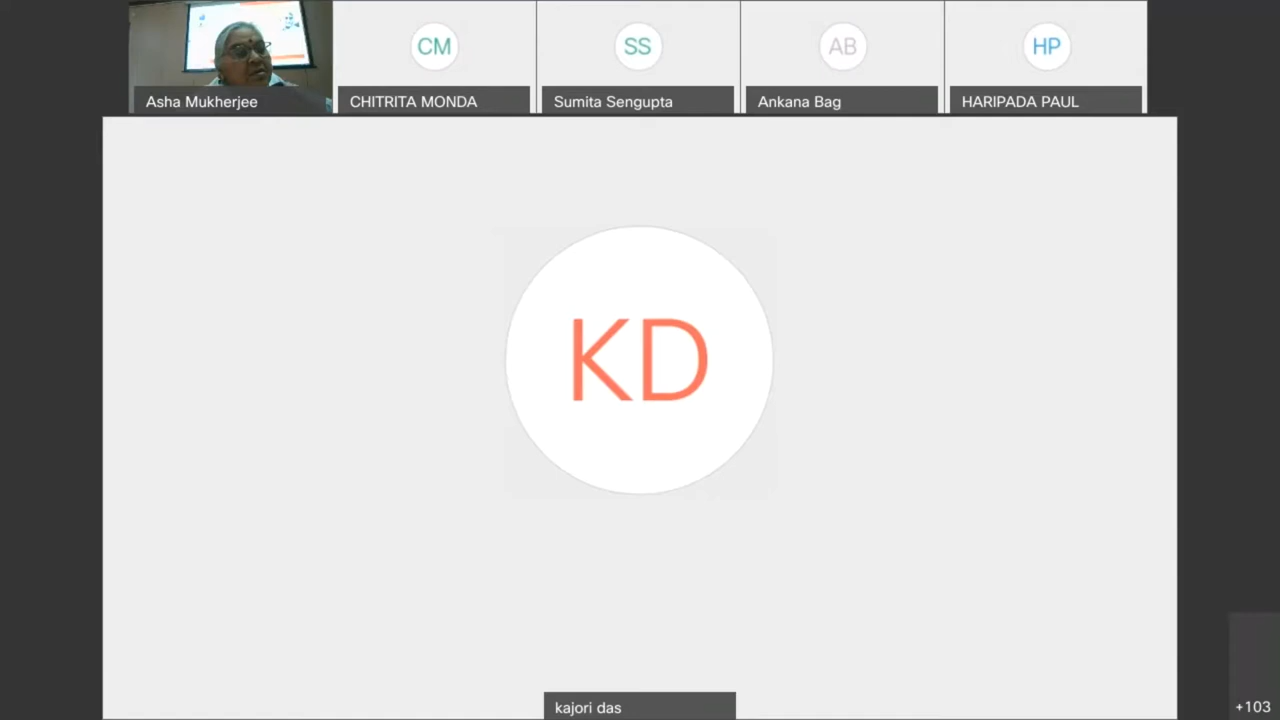 CM
SS
AB
HP
Asha Mukherjee
CHITRITA MONDA
Sumita Sengupta
Ankana Bag
HARIPADA PAUL
KD
kajori das
+103